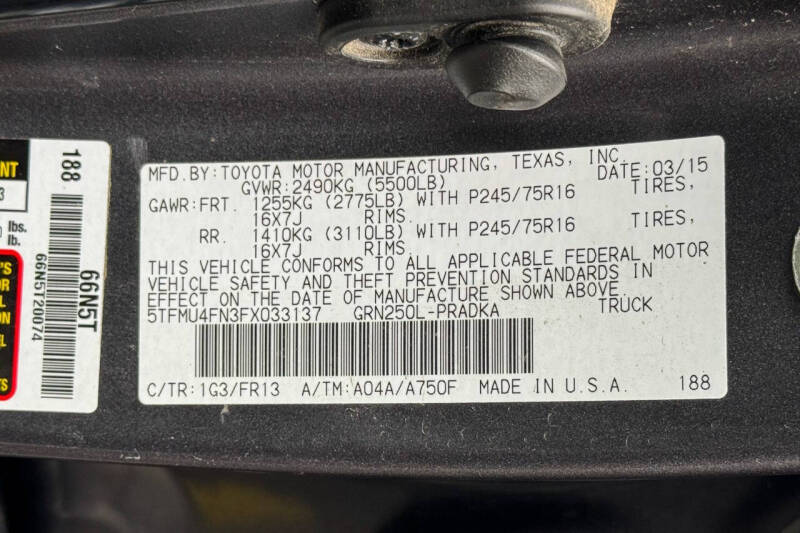 MFD.BY:TOYOTA MOTOR MANUFACTURING, TEXAS, INC. DATE:03/15
GVWR:2490KG (5500LB)
GAWR:FRT. 1255KG (2775LB) WITH P245/75R16 TIRES,
16X7J RIMS.
RR. 1410KG (3110LB) WITH P245/75R16 TIRES,
16X7J RIMS.
THIS VEHICLE CONFORMS TO ALL APPLICABLE FEDERAL MOTOR
VEHICLE SAFETY AND THEFT PREVENTION STANDARDS IN
EFFECT ON THE DATE OF MANUFACTURE SHOWN ABOVE.
5TFMU4FN3FX033137 GRN250L-PRADKA TRUCK
C/TR:1G3/FR13 A/TM:A04A/A750F MADE IN U.S.A. 188
188
66N5T
66N5T20074
lbs.
lb.